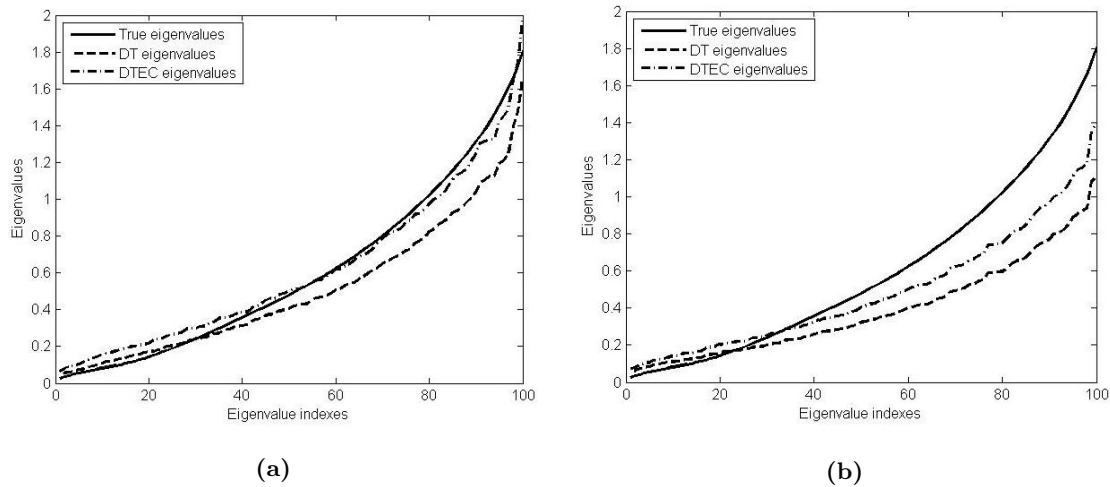 2
1.8
1.6
1.4
1.2
1
0.8
0.6
0.4
0.2
0
Eigenvalues
True eigenvalues
DT eigenvalues
DTEC eigenvalues
0 20 40 60 80 100
Eigenvalue indexes
(a)
2
1.8
1.6
1.4
1.2
1
0.8
0.6
0.4
0.2
0
Eigenvalues
True eigenvalues
DT eigenvalues
DTEC eigenvalues
0 20 40 60 80 100
Eigenvalue indexes
(b)